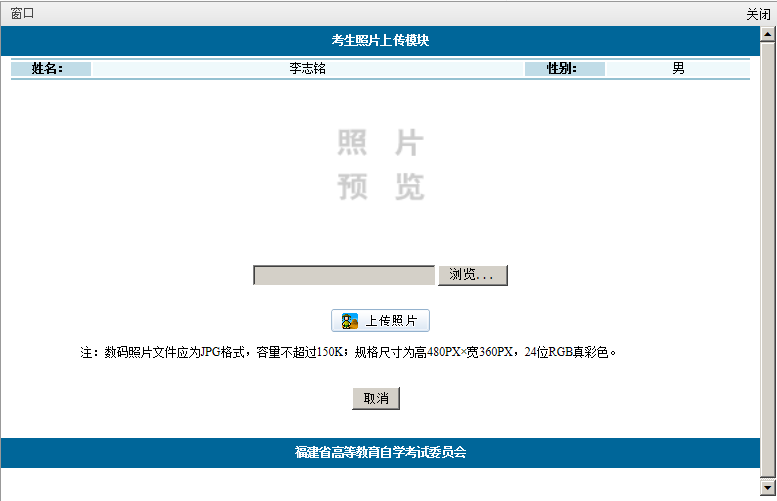 窗口 关闭
考生照片上传模块
姓名： 李志铭 性别： 男
照 片
预 览
浏览...
上传照片
注：数码照片文件应为JPG格式，容量不超过150K；规格尺寸为高480PX×宽360PX，24位RGB真彩色。
取消
福建省高等教育自学考试委员会